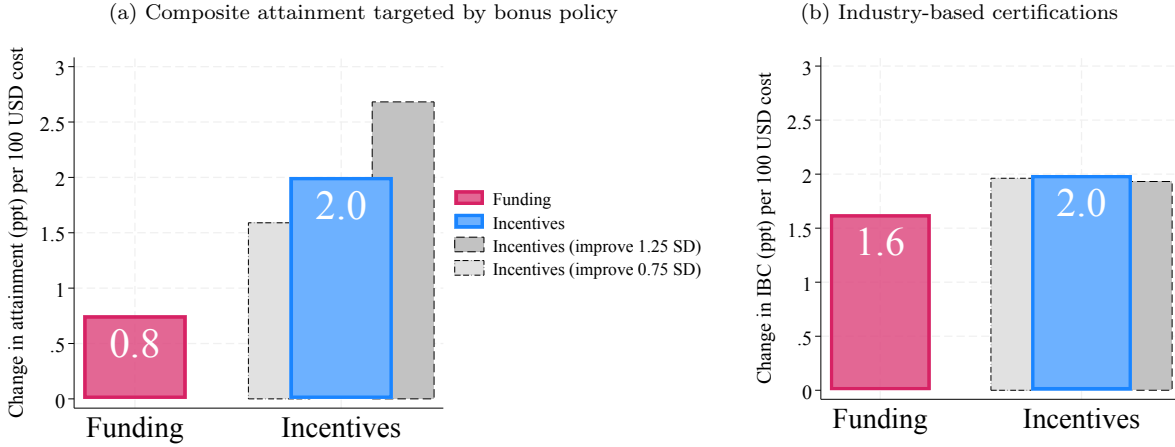 (a) Composite attainment targeted by bonus policy
Change in attainment (ppt) per 100 USD cost
3
2.5
2
1.5
1
.5
0
0.8
2.0
Funding
Incentives
Funding
Incentives
Incentives (improve 1.25 SD)
Incentives (improve 0.75 SD)
(b) Industry-based certifications
Change in IBC (ppt) per 100 USD cost
3
2.5
2
1.5
1
.5
0
1.6
2.0
Funding
Incentives